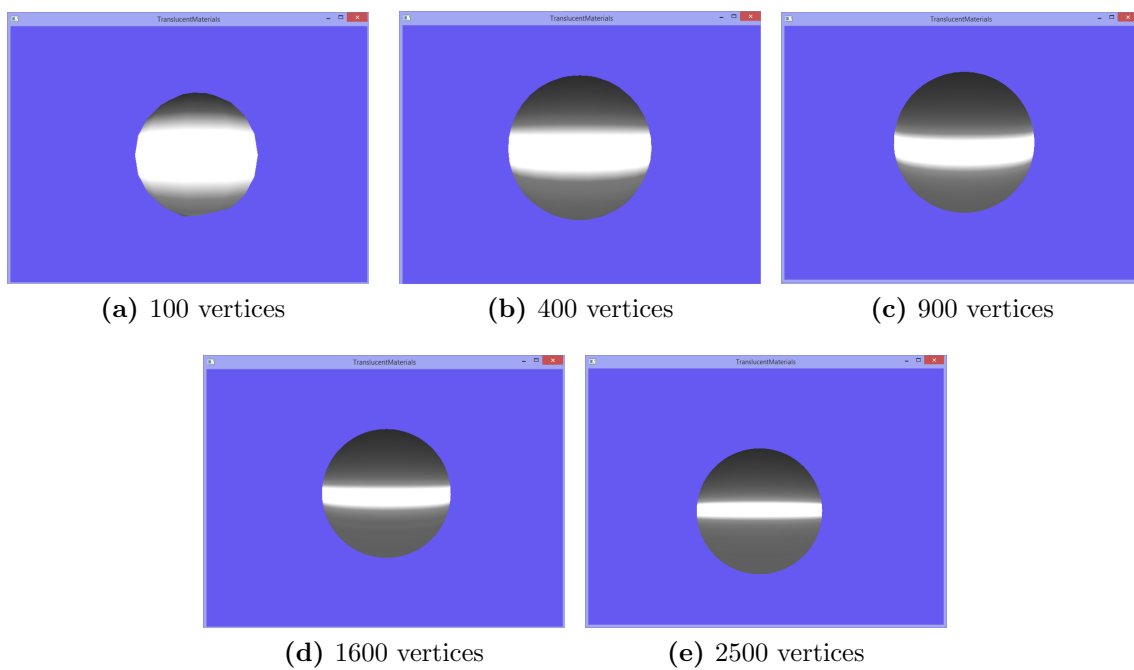 TranslucentMaterials
TranslucentMaterials
TranslucentMaterials
(a) 100 vertices
(b) 400 vertices
(c) 900 vertices
TranslucentMaterials
TranslucentMaterials
(d) 1600 vertices
(e) 2500 vertices